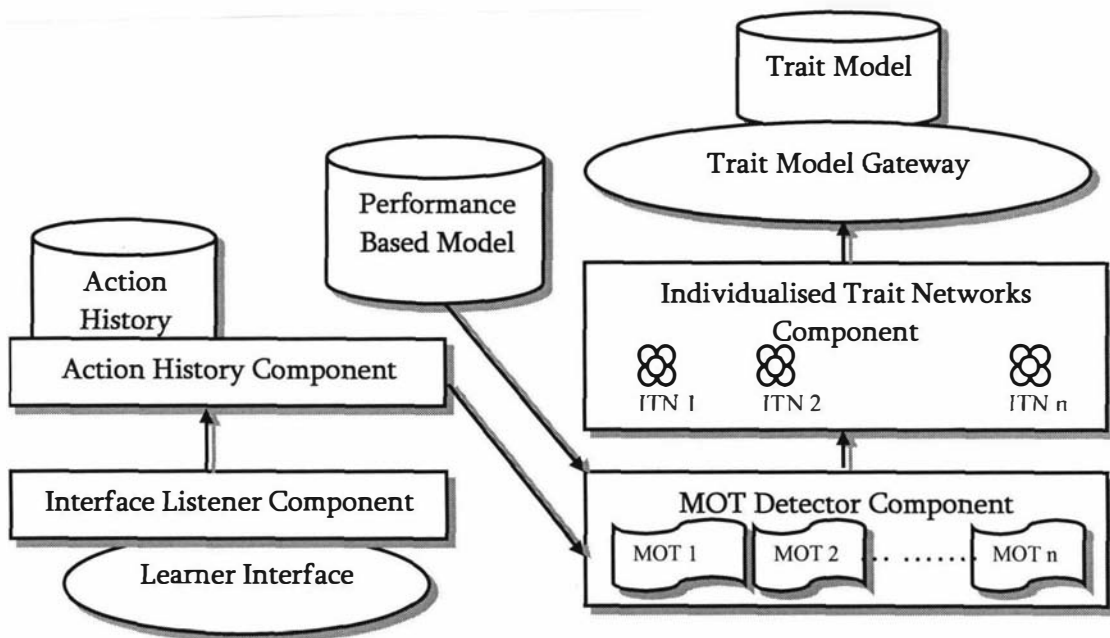 Trait Model
Trait Model Gateway
Performance
Based Model
Action
History
Individualised Trait Networks
Component
ITN 1
ITN 2
ITN n
Action History Component
Interface Listener Component
MOT Detector Component
MOT 1
MOT 2
... .......
MOT n
Learner Interface